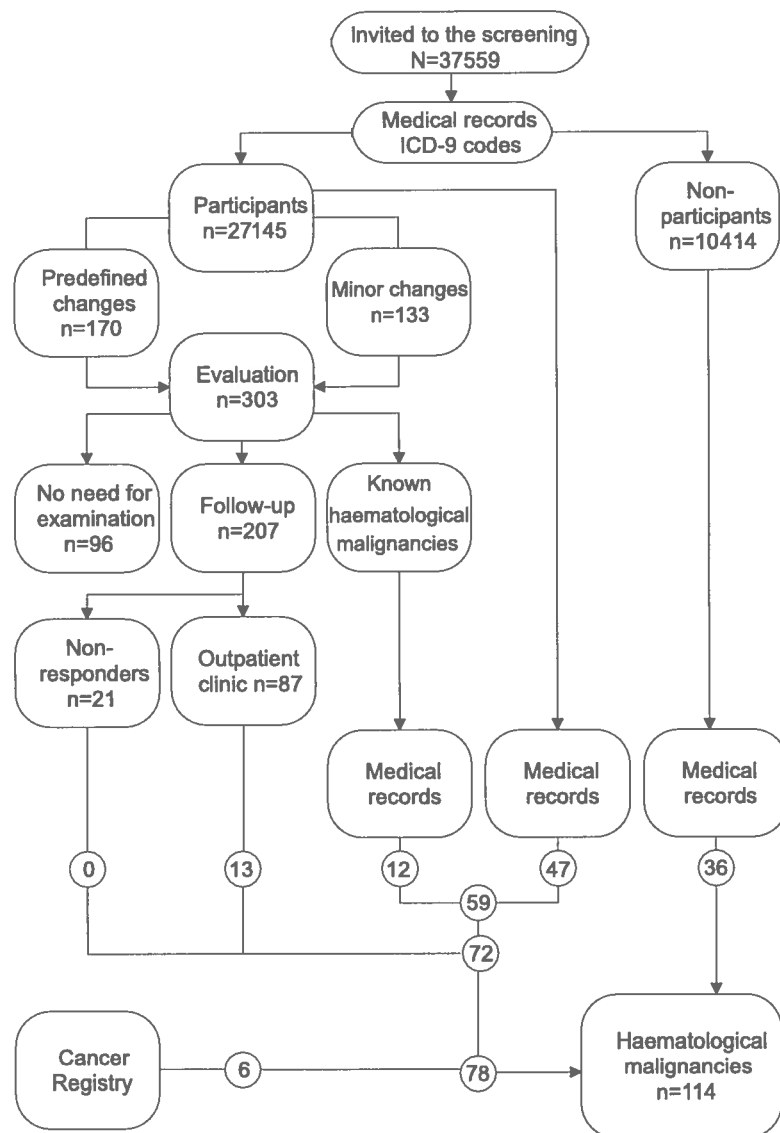 Invited to the screening
N=37559
Medical records
ICD-9 codes
Participants
n=27145
Non-
participants
n=10414
Predefined
changes
n=170
Minor changes
n=133
Evaluation
n=303
No need for
examination
n=96
Follow-up
n=207
Known
haematological
malignancies
Non-
responders
n=21
Outpatient
clinic n=87
Medical
records
Medical
records
Medical
records
0
13
12
47
36
59
72
Cancer
Registry
6
78
Haematological
malignancies
n=114